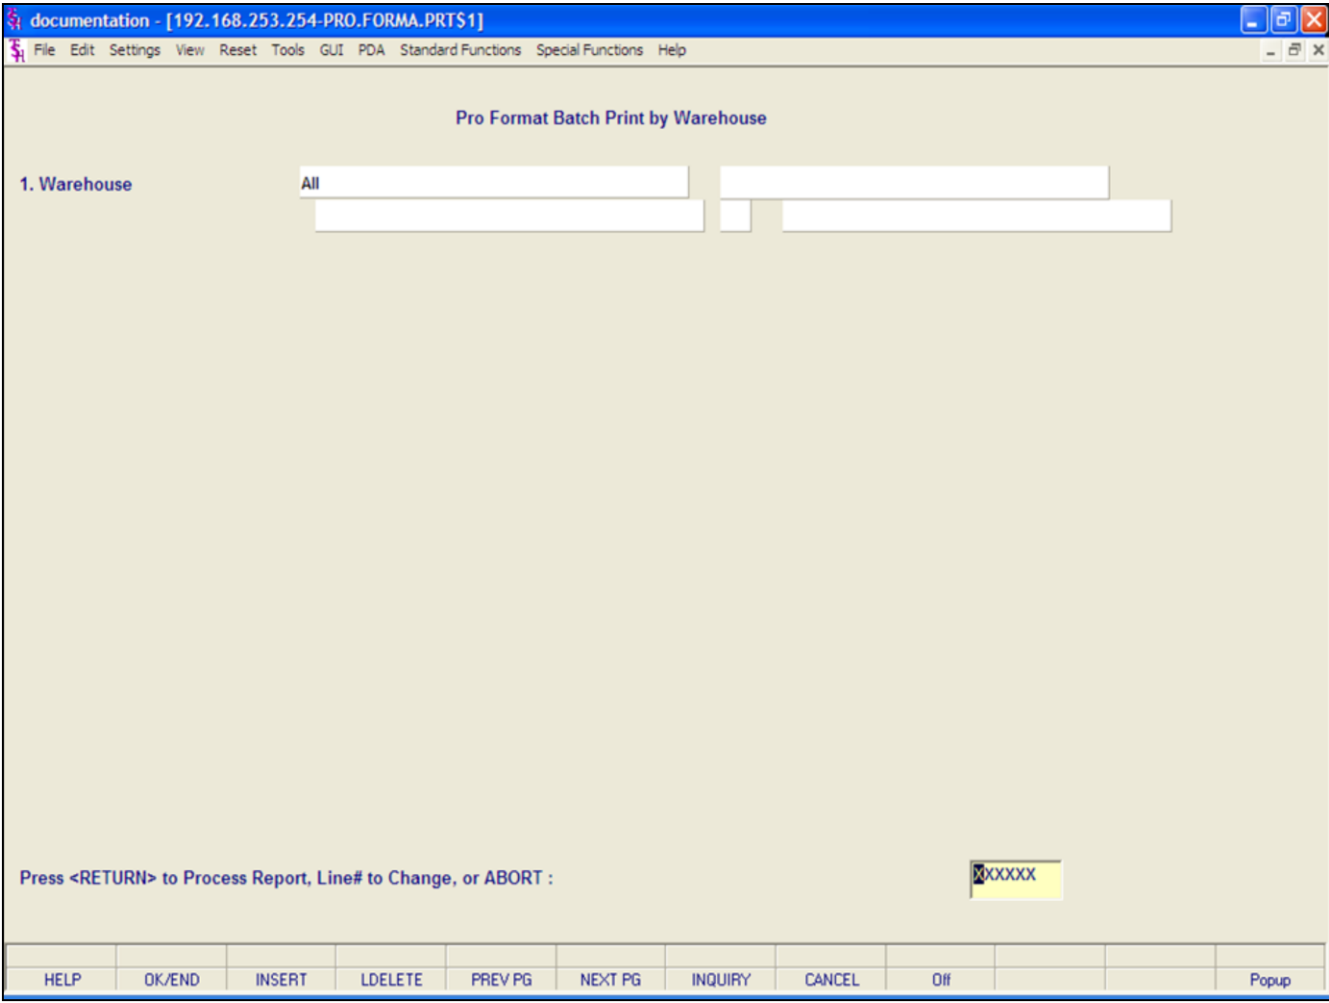 documentation - [192.168.253.254-PRO.FORMA.PRT$1]
File Edit Settings View Reset Tools GUI PDA Standard Functions Special Functions Help
Pro Format Batch Print by Warehouse
1. Warehouse All
Press <RETURN> to Process Report, Line# to Change, or ABORT : XXXXXX
HELP OK/END INSERT LDELETE PREV PG NEXT PG INQUIRY CANCEL Off Popup